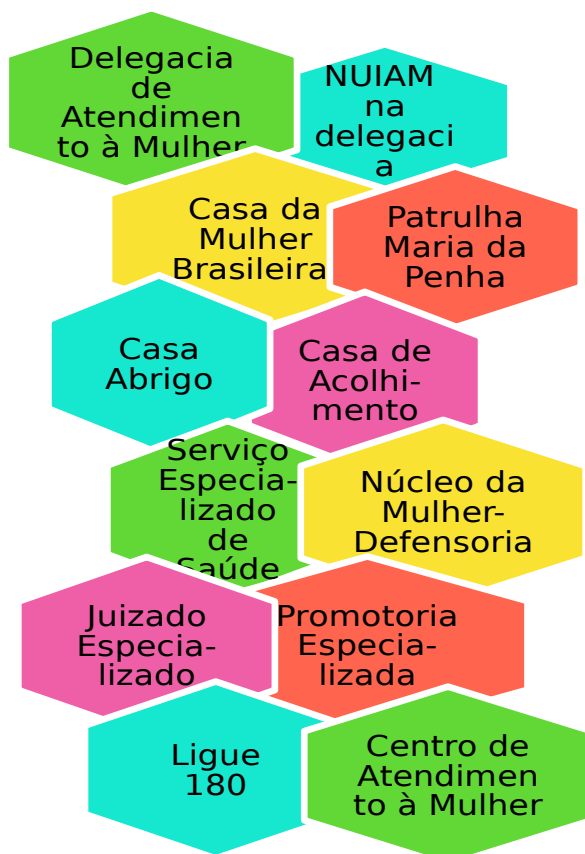 Delegacia
de
Atendimen
to à Mulher
NUIAM
na
delegaci
a
Casa da
Mulher
Brasileira
Patrulha
Maria da
Penha
Casa
Abrigo
Casa de
Acolhi-
mento
Serviço
Especia-
lizado
de
Saúde
Núcleo da
Mulher-
Defensoria
Juizado
Especia-
lizado
Promotoria
Especia-
lizada
Ligue
180
Centro de
Atendimen
to à Mulher